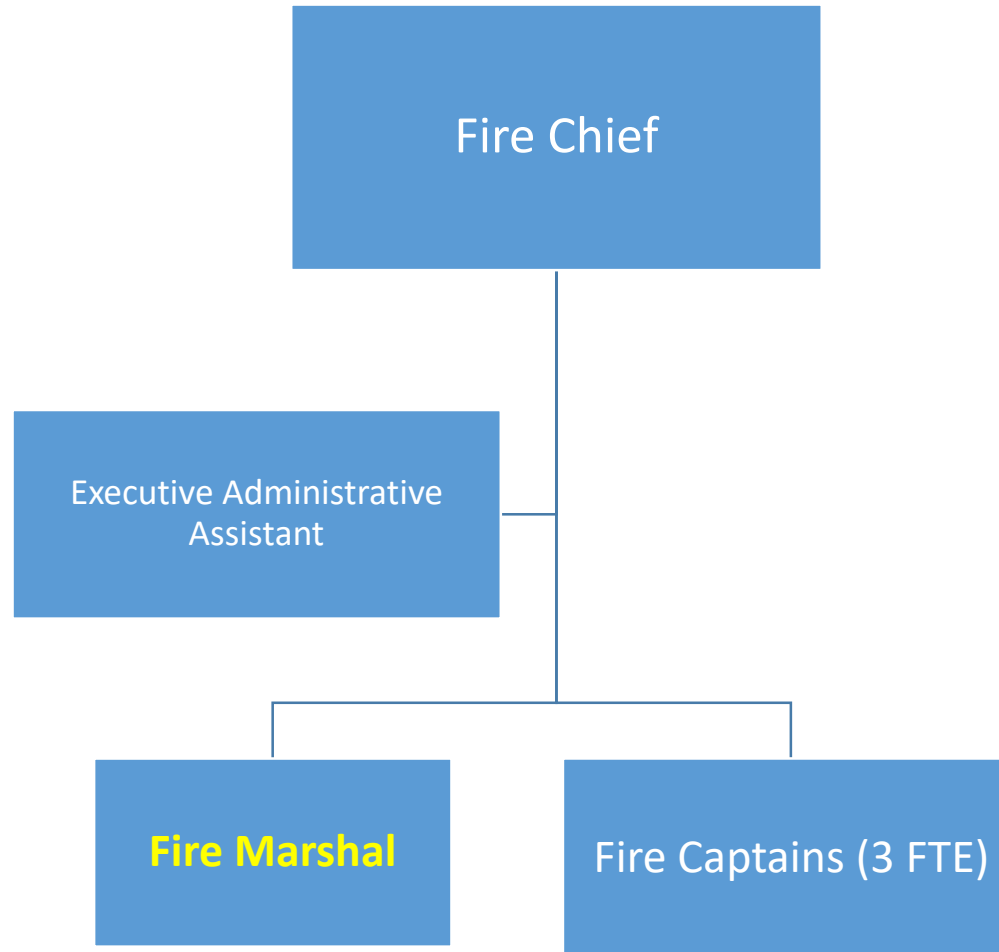 Fire Chief
Executive Administrative
Assistant
Fire Marshal
Fire Captains (3 FTE)